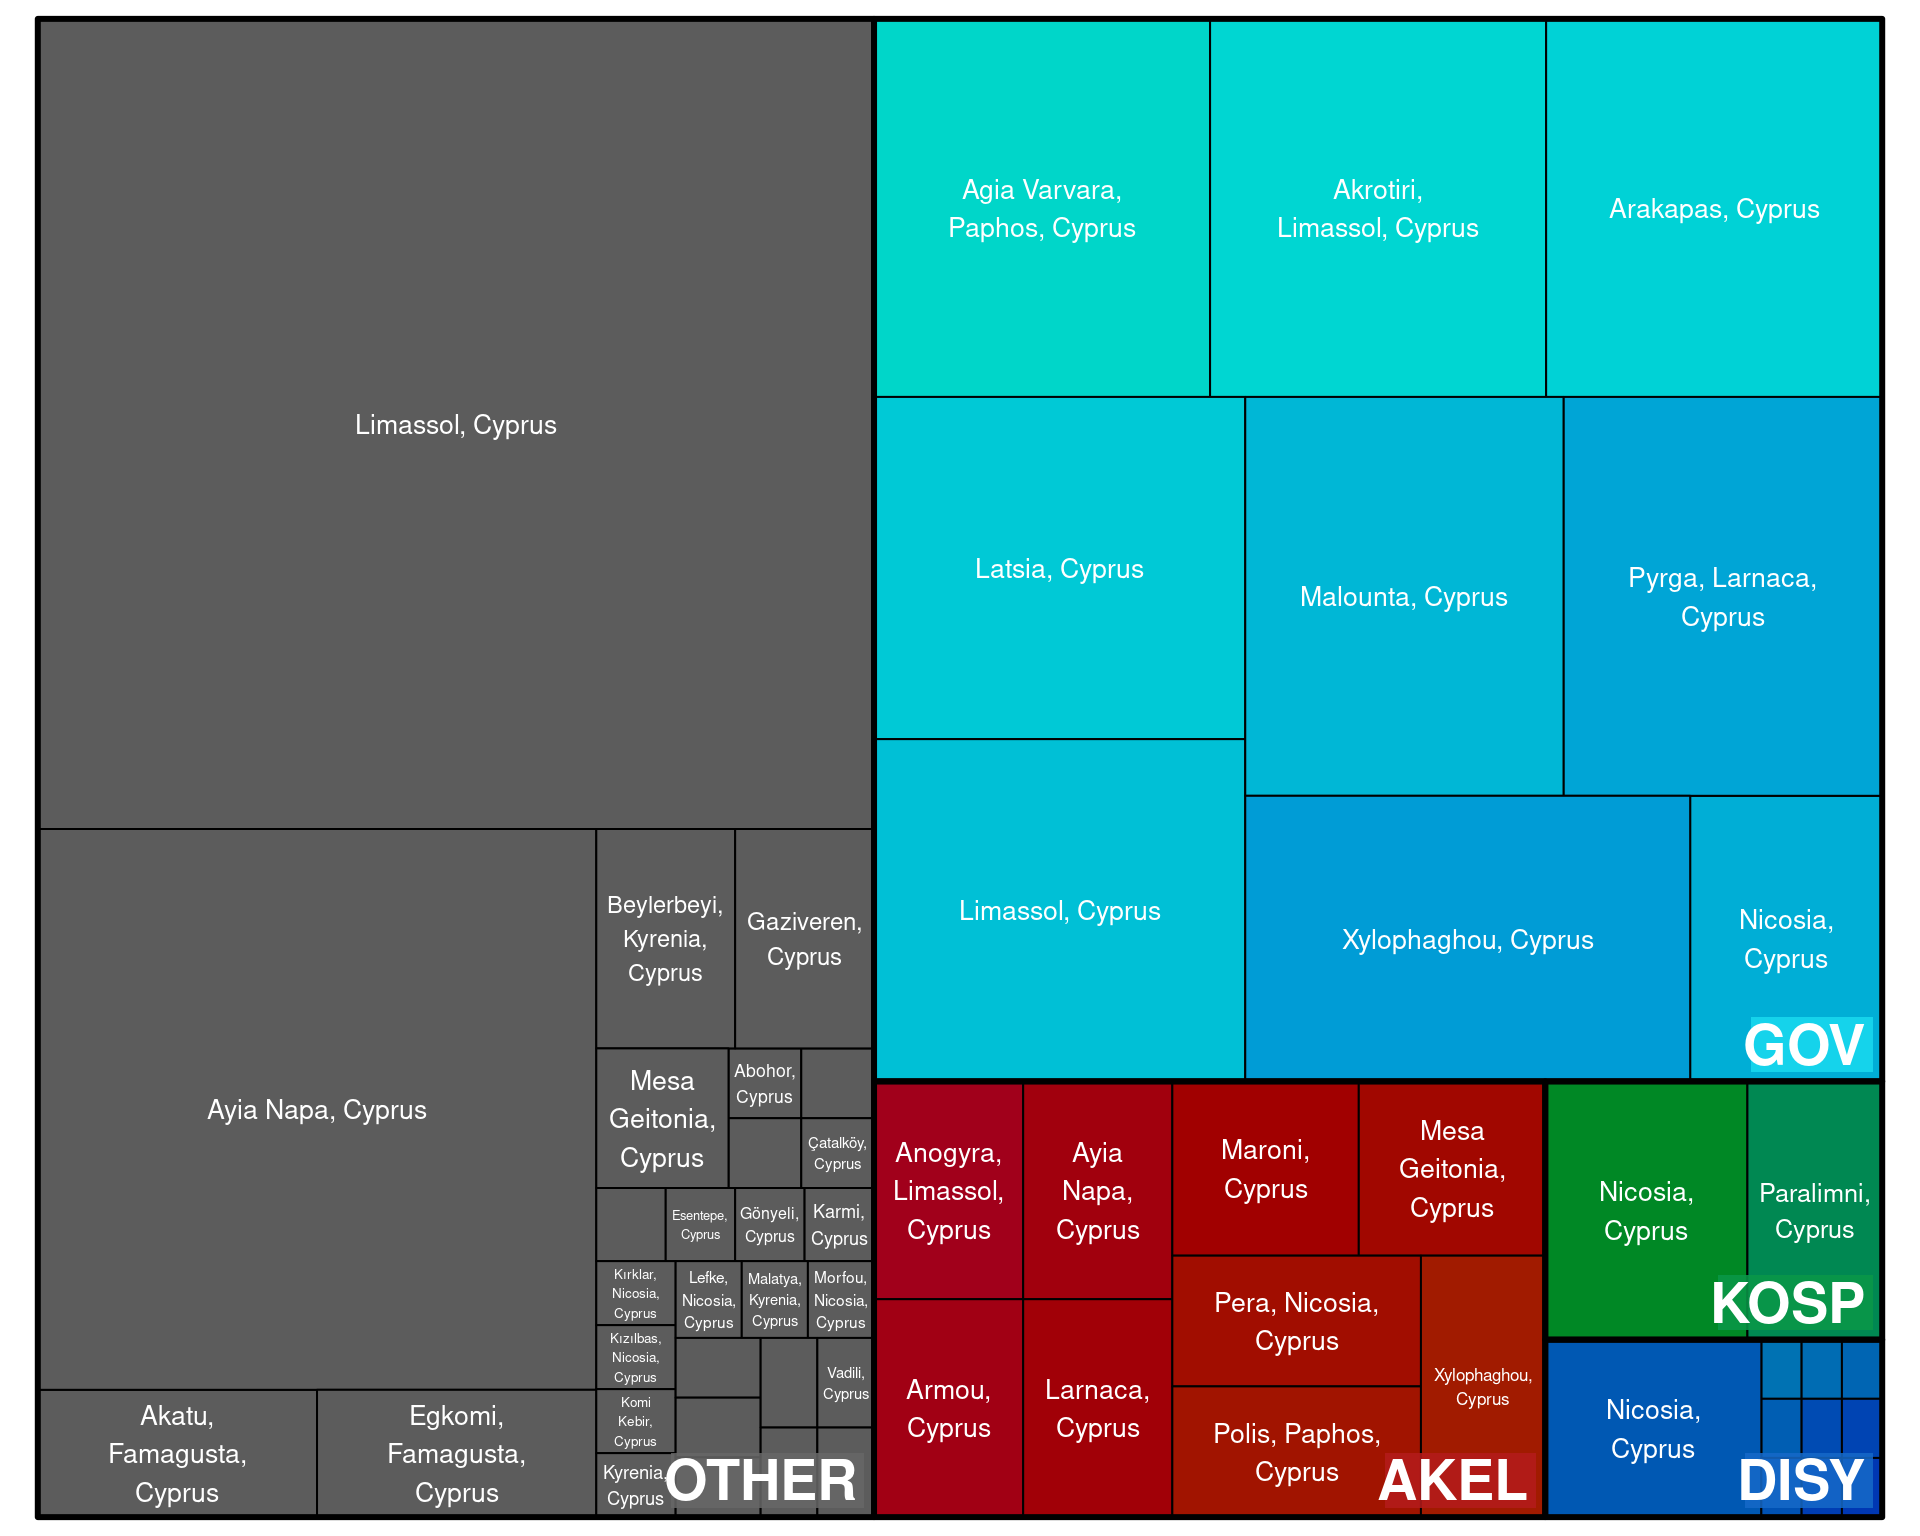 Limassol, Cyprus
Ayia Napa, Cyprus
Akatu,
Famagusta,
Cyprus
Egkomi,
Famagusta,
Cyprus
Beylerbeyi,
Kyrenia,
Cyprus
Gaziveren,
Cyprus
Mesa
Geitonia,
Cyprus
Abohor,
Cyprus
Çatalköy,
Cyprus
Esentepe,
Cyprus
Gönyeli,
Cyprus
Karmi,
Cyprus
Kırklar,
Nicosia,
Cyprus
Lefke,
Nicosia,
Cyprus
Malatya,
Kyrenia,
Cyprus
Morfou,
Nicosia,
Cyprus
Kızılbas,
Nicosia,
Cyprus
Komi
Kebir,
Cyprus
Vadili,
Cyprus
Kyrenia,
Cyprus
OTHER
Agia Varvara,
Paphos, Cyprus
Akrotiri,
Limassol, Cyprus
Arakapas, Cyprus
Latsia, Cyprus
Malounta, Cyprus
Pyrga, Larnaca,
Cyprus
Limassol, Cyprus
Xylophaghou, Cyprus
Nicosia,
Cyprus
GOV
Anogyra,
Limassol,
Cyprus
Ayia
Napa,
Cyprus
Maroni,
Cyprus
Mesa
Geitonia,
Cyprus
Armou,
Cyprus
Larnaca,
Cyprus
Pera, Nicosia,
Cyprus
Polis, Paphos,
Cyprus
Xylophaghou,
Cyprus
AKEL
Nicosia,
Cyprus
Paralimni,
Cyprus
KOSP
Nicosia,
Cyprus
DISY